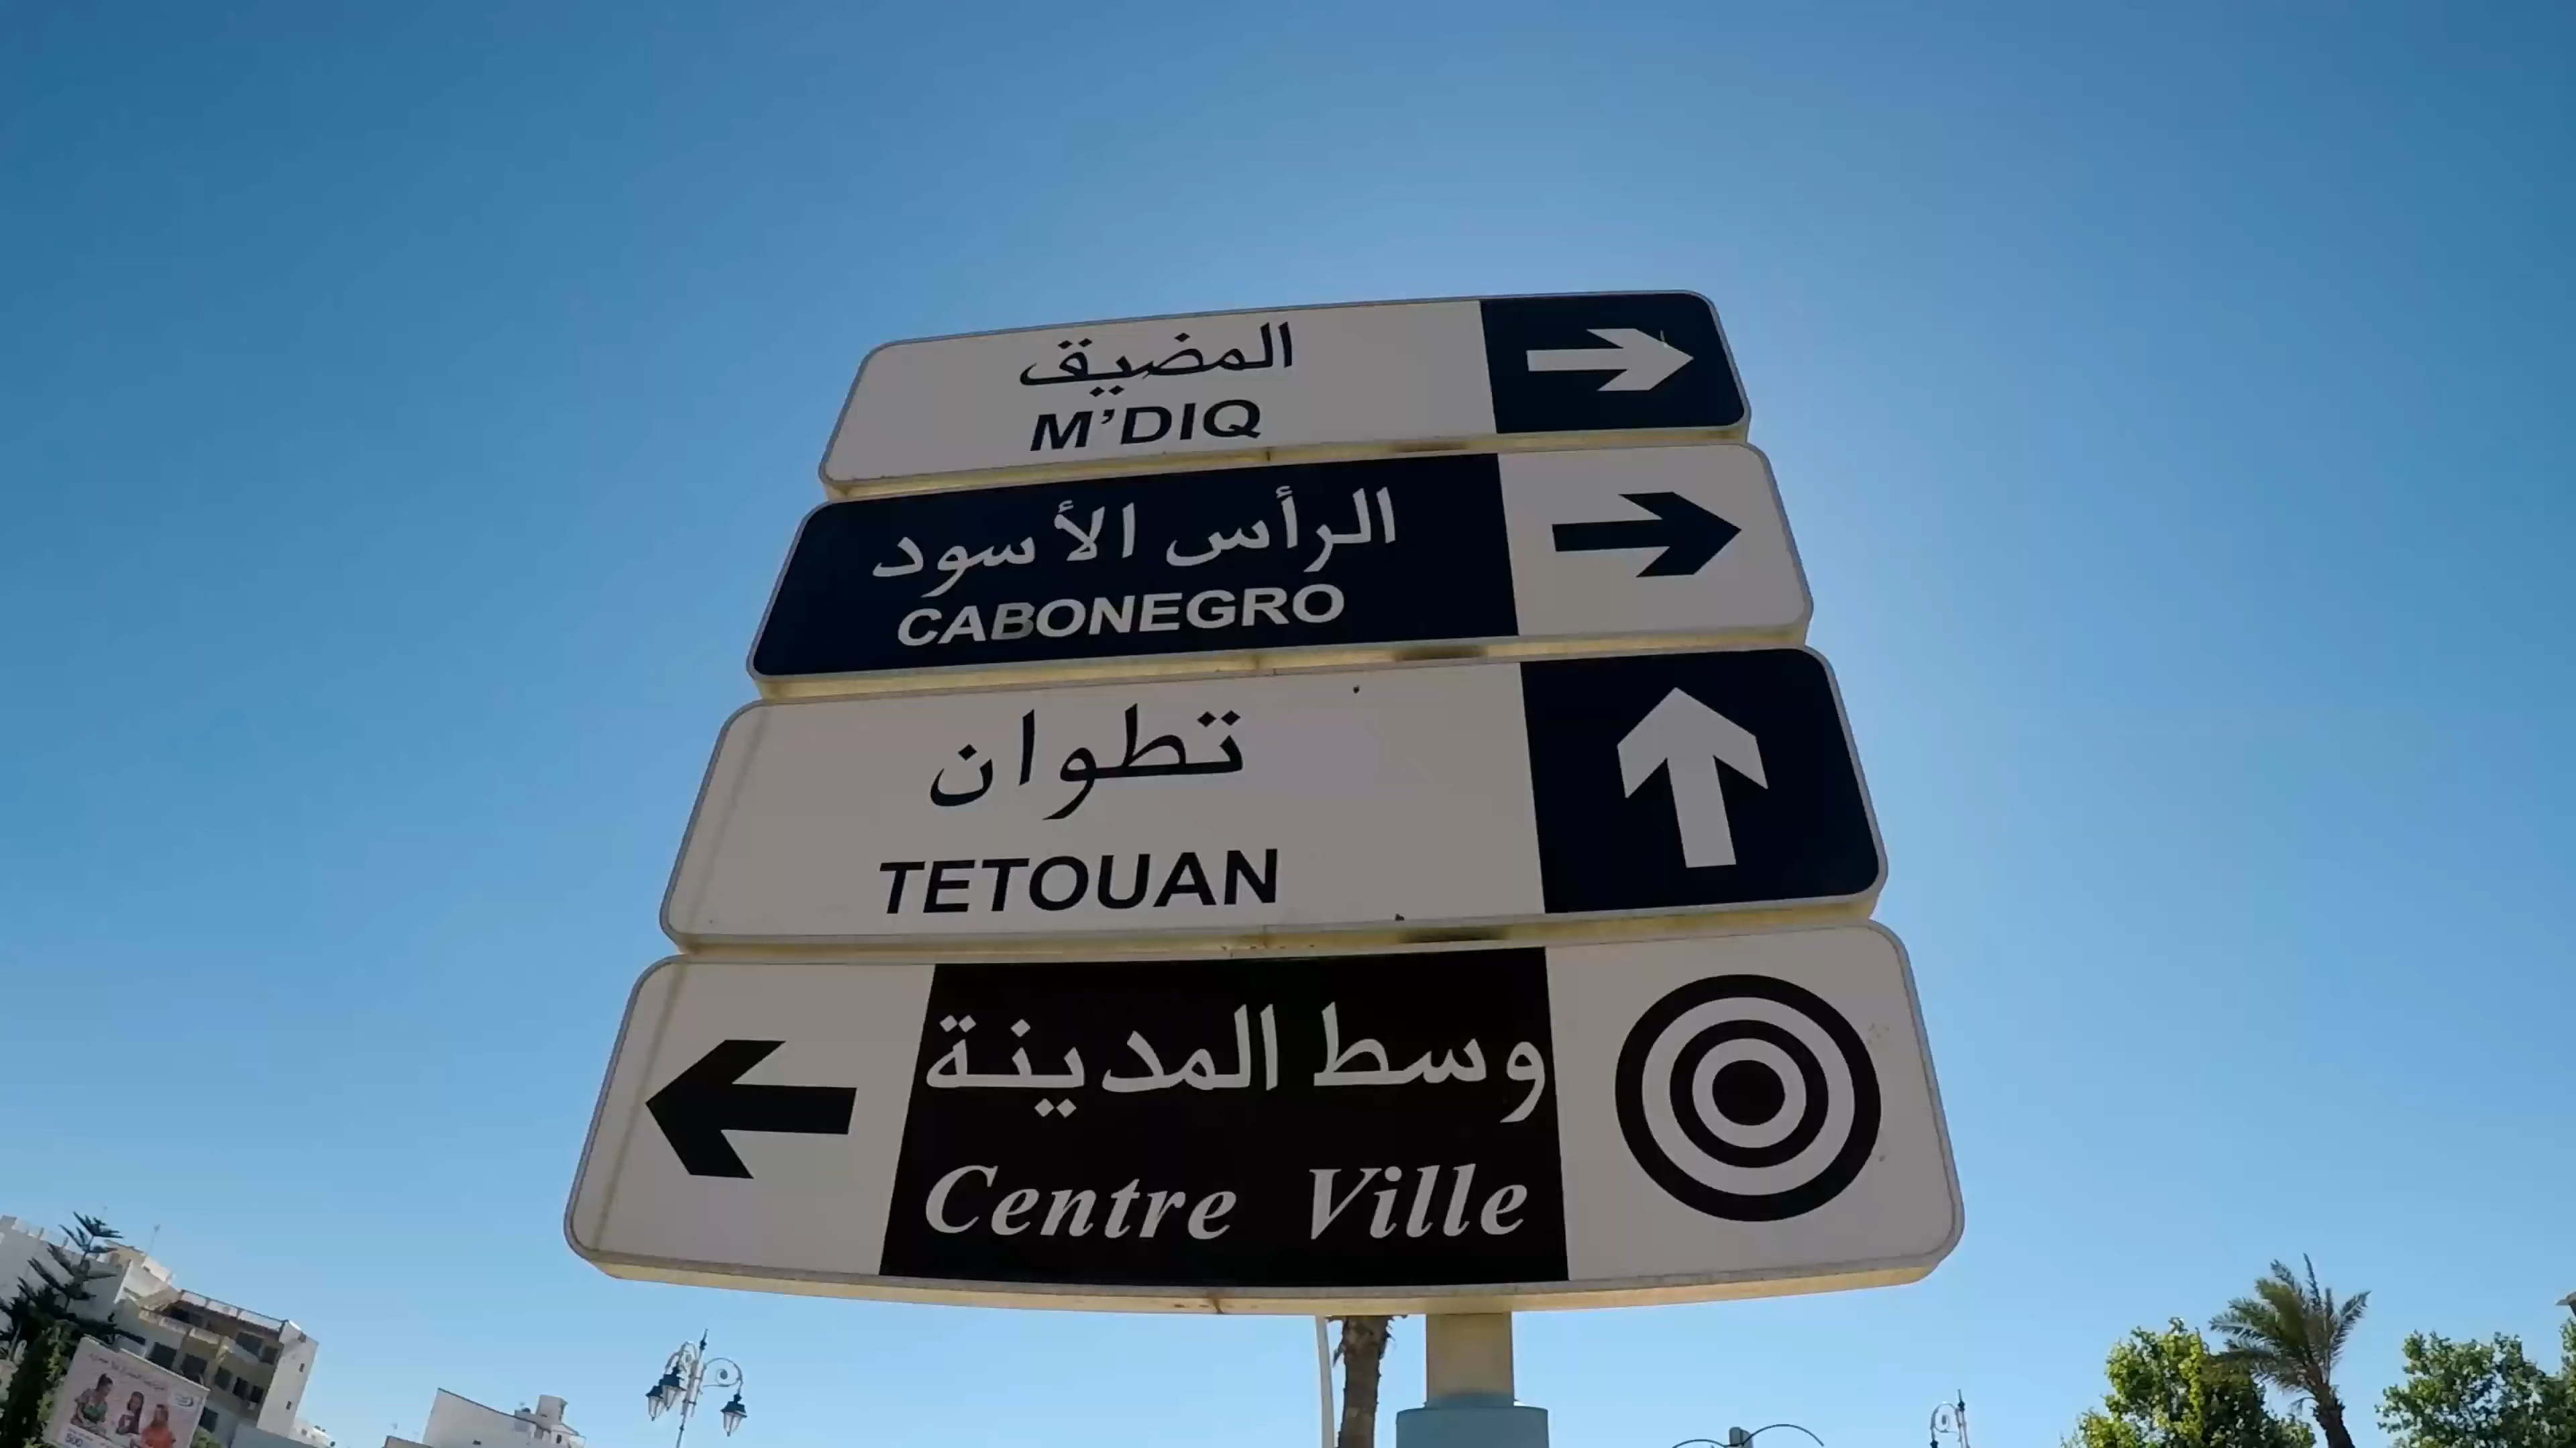 المضيق
M'DIQ
الرأس الأسود
CABONEGRO
تطوان
TETOUAN
وسط المدينة
Centre Ville